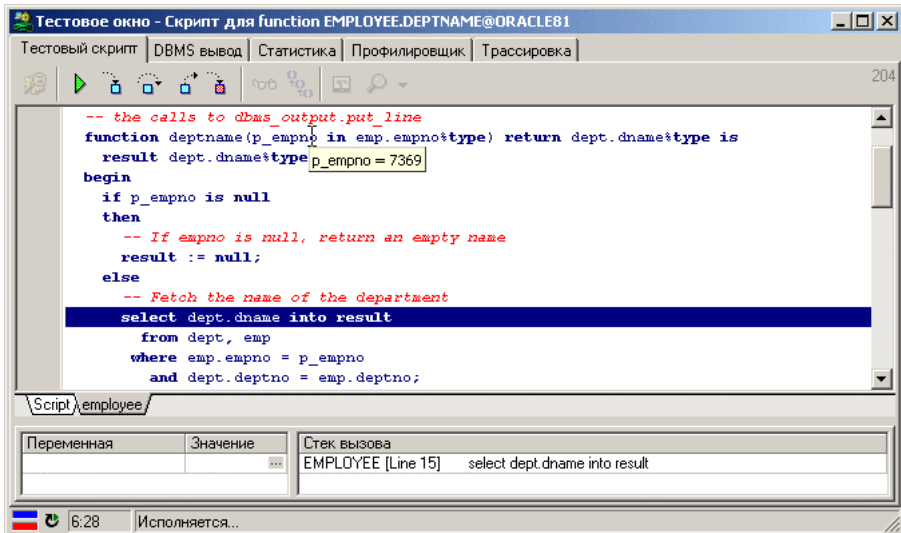 Тестовое окно - Скрипт для function EMPLOYEE.DEPTNAME@ORACLE81
Тестовый скрипт DBMS вывод Статистика Профилировщик Трассировка
204
-- the calls to dbms_output.put_line
function deptname(p_empno in emp.empno%type) return dept.dname%type is
result dept.dname%type
p_empno = 7369
begin
if p_empno is null
then
-- If empno is null, return an empty name
result := null;
else
-- Fetch the name of the department
select dept.dname into result
from dept, emp
where emp.empno = p_empno
and dept.deptno = emp.deptno;
Script employee
Переменная Значение Стек вызова
EMPLOYEE [Line 15] select dept.dname into result
6:28 Исполняется...